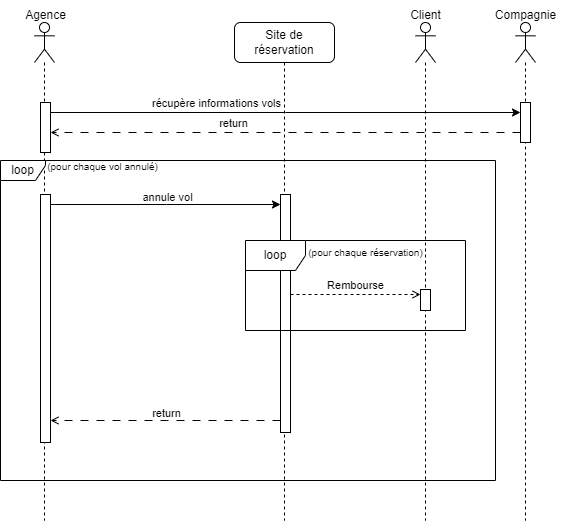 Agence
Client
Compagnie
Site de
réservation
récupère informations vols
return
loop
(pour chaque vol annulé)
annule vol
loop
(pour chaque réservation)
Rembourse
return